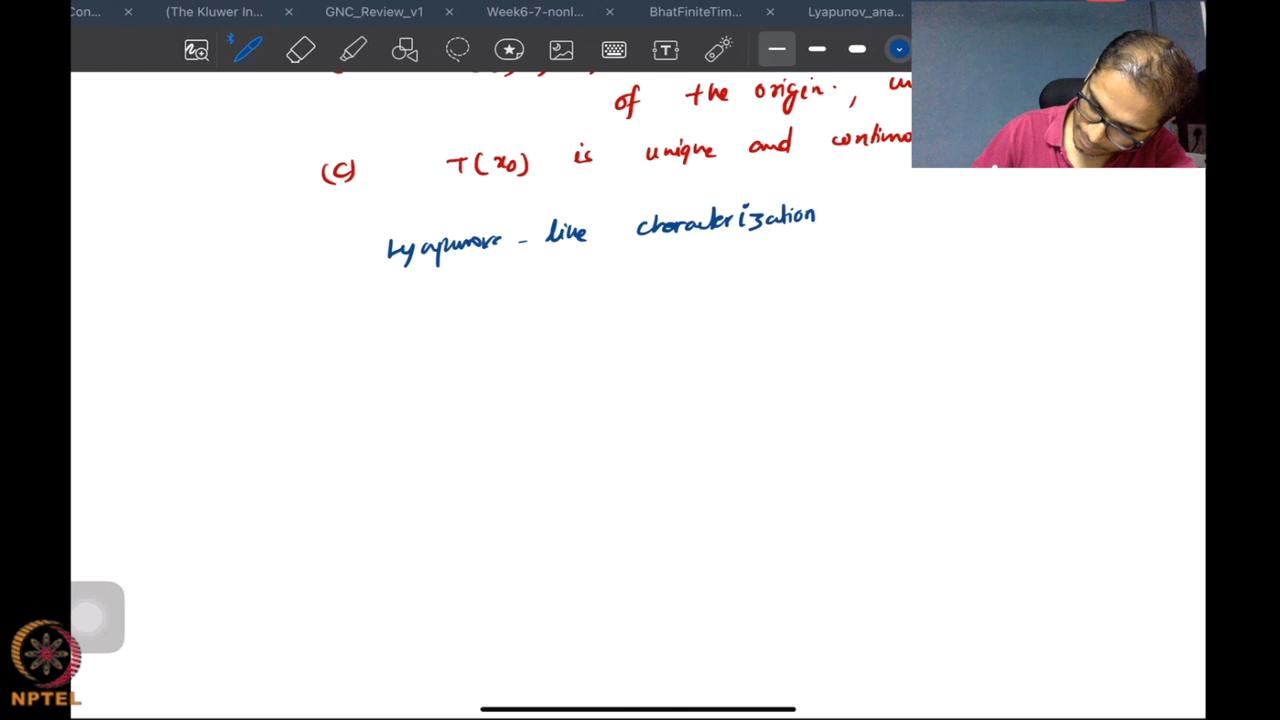 Con... (The Kluwer In... GNC_Review_v1 Week6-7-nonl... BhatFiniteTim... Lyapunov_ana...
of the origin.,
(c) T(x0) is unique and continuo
Lyapunov - like characterization
NPTEL